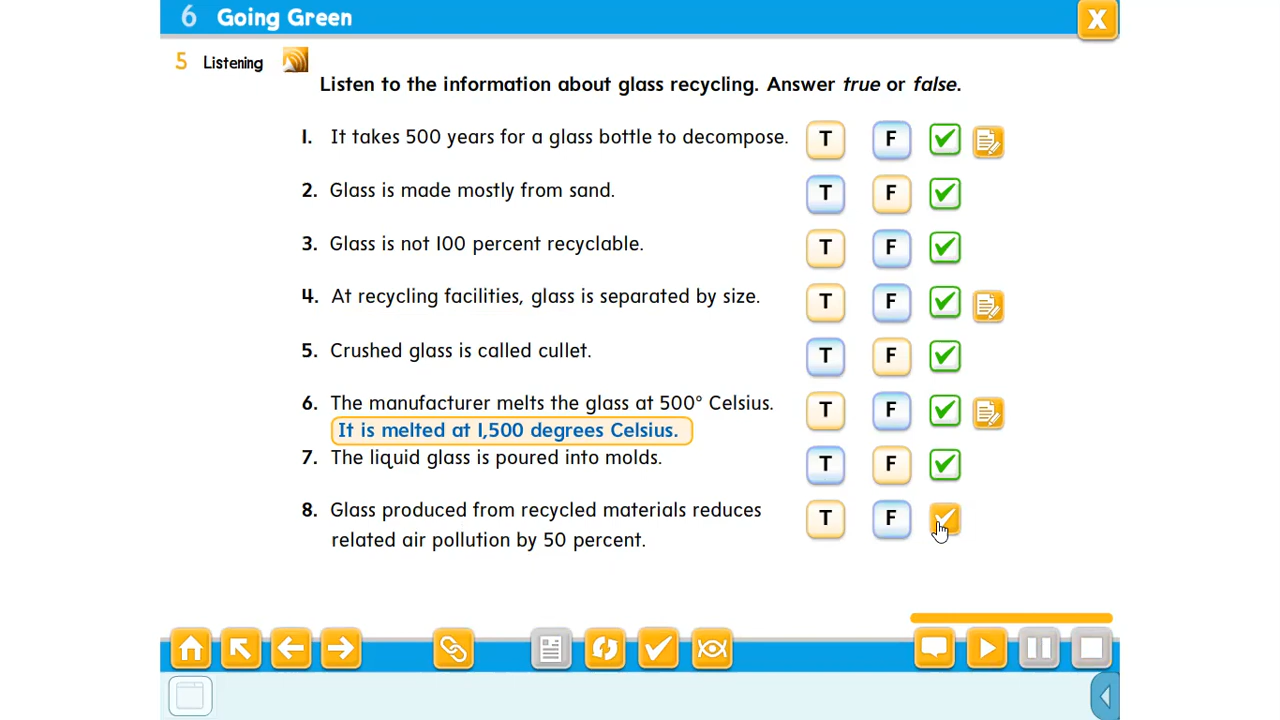 6 Going Green
X
5 Listening
Listen to the information about glass recycling. Answer true or false.
1. It takes 500 years for a glass bottle to decompose. T F
2. Glass is made mostly from sand. T F
3. Glass is not 100 percent recyclable. T F
4. At recycling facilities, glass is separated by size. T F
5. Crushed glass is called cullet. T F
6. The manufacturer melts the glass at 500° Celsius. T F
It is melted at 1,500 degrees Celsius.
7. The liquid glass is poured into molds. T F
8. Glass produced from recycled materials reduces T F
related air pollution by 50 percent.